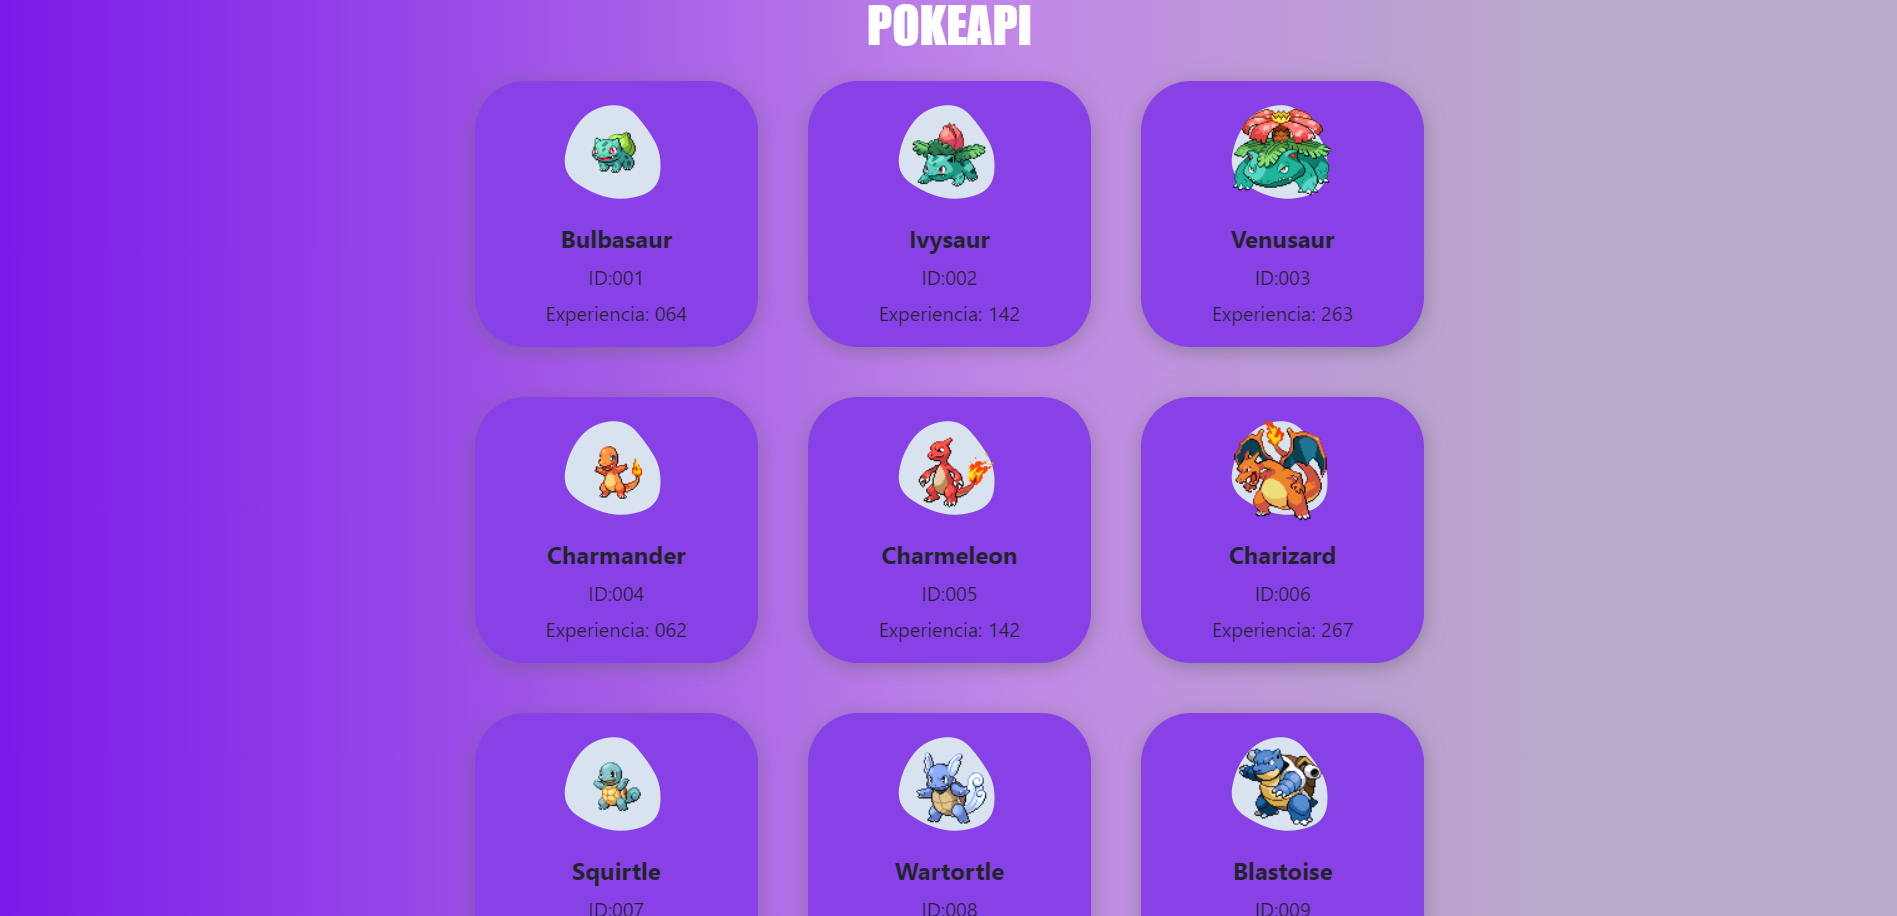 POKEAPI
Bulbasaur
ID:001
Experiencia: 064
Ivysaur
ID:002
Experiencia: 142
Venusaur
ID:003
Experiencia: 263
Charmander
ID:004
Experiencia: 062
Charmeleon
ID:005
Experiencia: 142
Charizard
ID:006
Experiencia: 267
Squirtle
ID:007
Wartortle
ID:008
Blastoise
ID:009